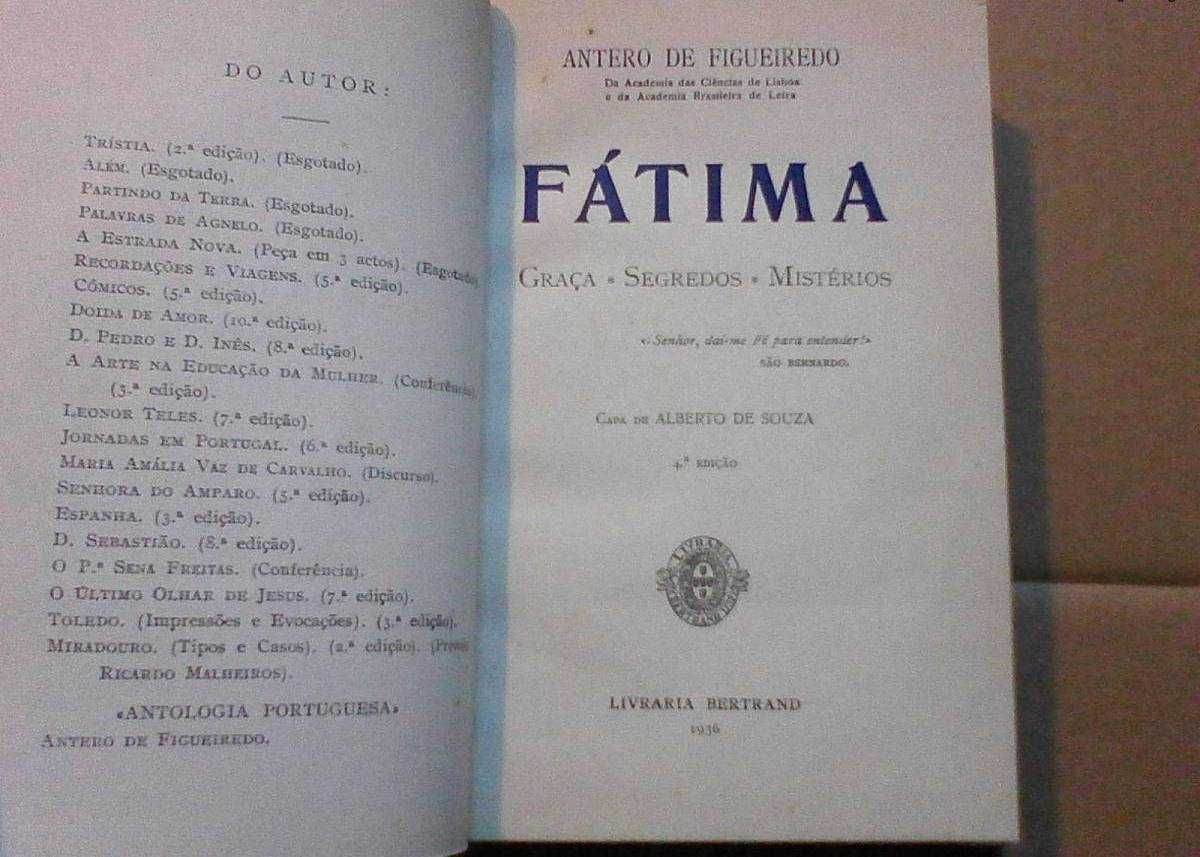 DO AUTOR:
TRÍSTIA. (2.ª edição). (Esgotado).
ALÉM. (Esgotado).
PARTINDO DA TERRA. (Esgotado).
PALAVRAS DE AGNELO. (Esgotado).
A ESTRADA NOVA. (Peça em 3 actos). (Esgotado)
RECORDAÇÕES E VIAGENS. (5.ª edição).
CÓMICOS. (5.ª edição).
DOIDA DE AMOR. (10.ª edição).
D. PEDRO E D. INÊS. (8.ª edição).
A ARTE NA EDUCAÇÃO DA MULHER. (Conferência).
(3.ª edição).
LEONOR TELES. (7.ª edição).
JORNADAS EM PORTUGAL. (6.ª edição).
MARIA AMÁLIA VAZ DE CARVALHO. (Discurso).
SENHORA DO AMPARO. (5.ª edição).
ESPANHA. (3.ª edição).
D. SEBASTIÃO. (8.ª edição).
O P.ᵉ SENA FREITAS. (Conferência).
O ÚLTIMO OLHAR DE JESUS. (7.ª edição).
TOLEDO. (Impressões e Evocações). (3.ª edição).
MIRADOURO. (Tipos e Casos). (2.ª edição). (Prémio
RICARDO MALHEIROS).
«ANTOLOGIA PORTUGUESA»
ANTERO DE FIGUEIREDO.
ANTERO DE FIGUEIREDO
Da Academia das Ciências de Lisboa
e da Academia Brasileira de Letra
FÁTIMA
GRAÇA * SEGREDOS * MISTÉRIOS
«Senhor, dai-me Fé para entender!»
SÃO BERNARDO.
CAPA DE ALBERTO DE SOUZA
4.ª EDIÇÃO
LIVRARIA
BERTRAND
LIVRARIA BERTRAND
1936